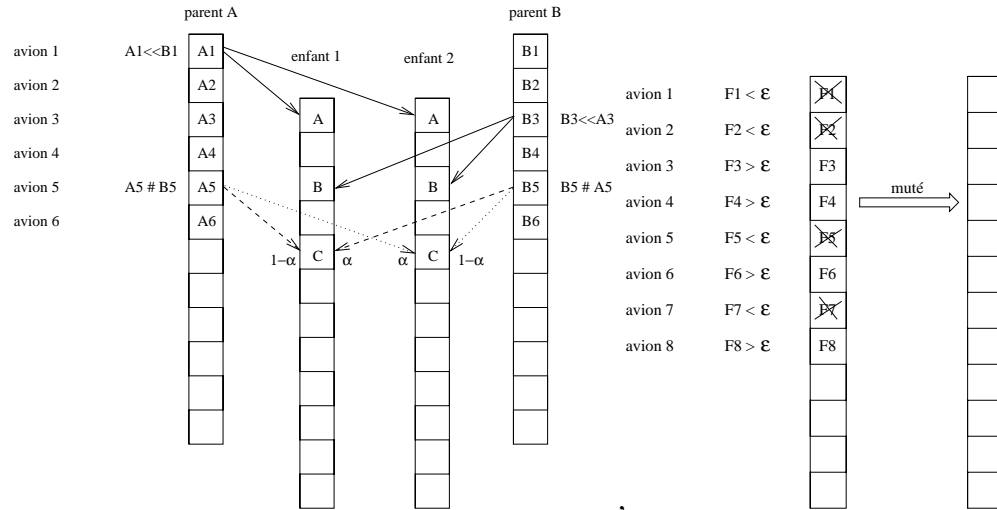 parent A
parent B
enfant 1
enfant 2
avion 1 A1<<B1 A1 B1
avion 2 A2 B2
avion 3 A3 A B A B3 B3<<A3
avion 4 A4 B4
avion 5 A5 # B5 A5 B B B5 B5 # A5
avion 6 A6 B6
1−α C α α C 1−α
avion 1 F1 < ε F1
avion 2 F2 < ε F2
avion 3 F3 > ε F3
avion 4 F4 > ε F4
muté
avion 5 F5 < ε F5
avion 6 F6 > ε F6
avion 7 F7 < ε F7
avion 8 F8 > ε F8
,